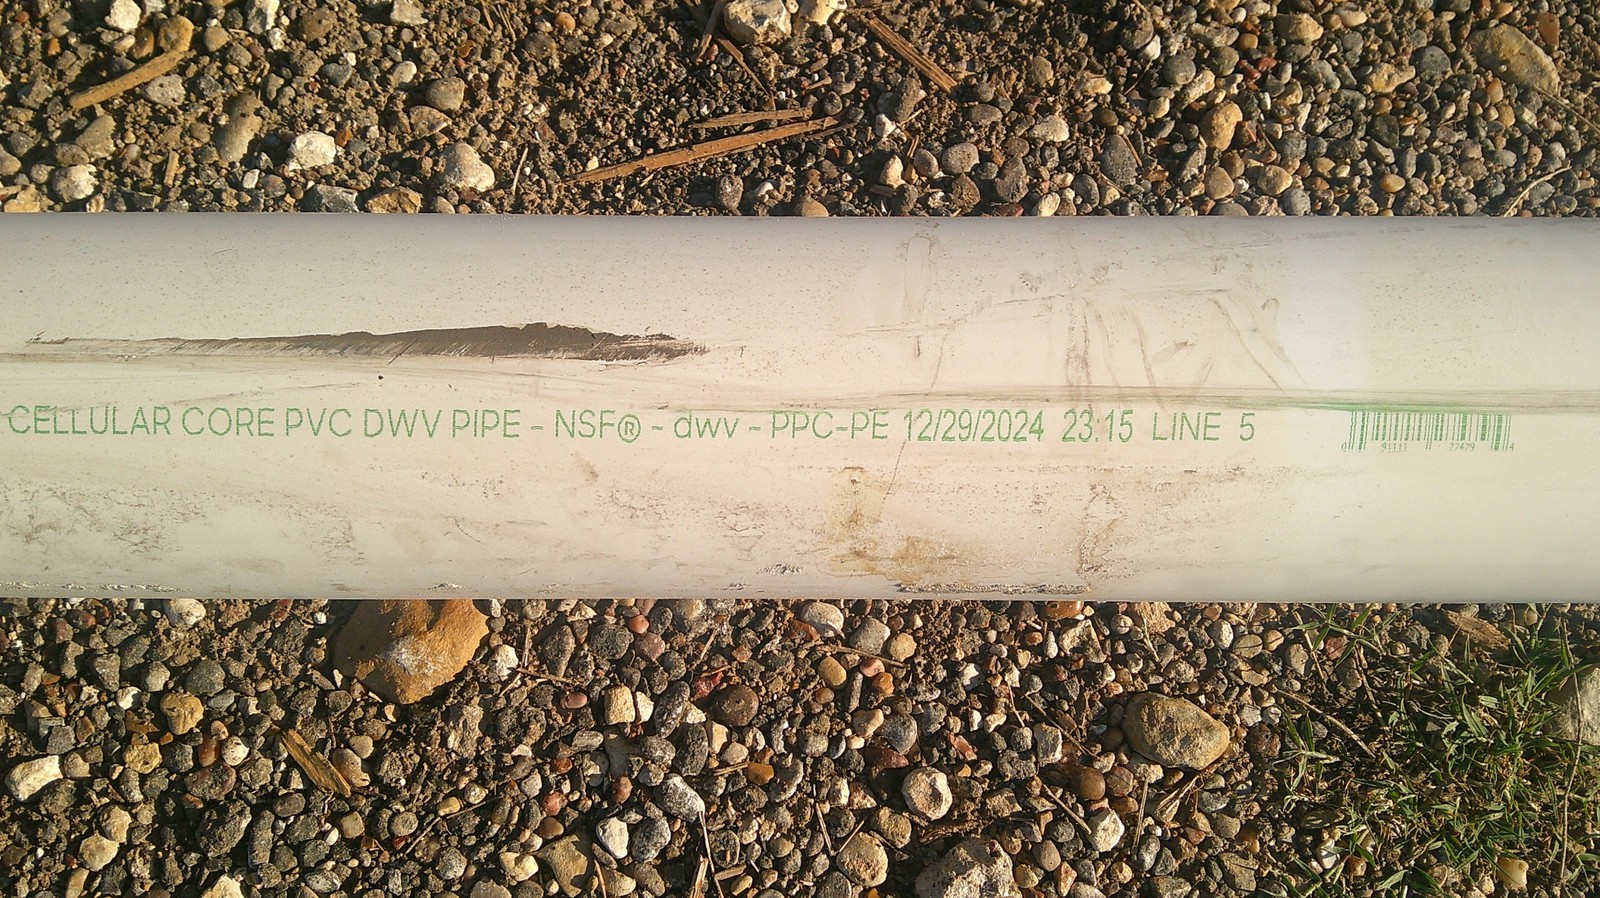 CELLULAR CORE PVC DWV PIPE - NSF® - dwv - PPC-PE 12/29/2024 23:15 LINE 5